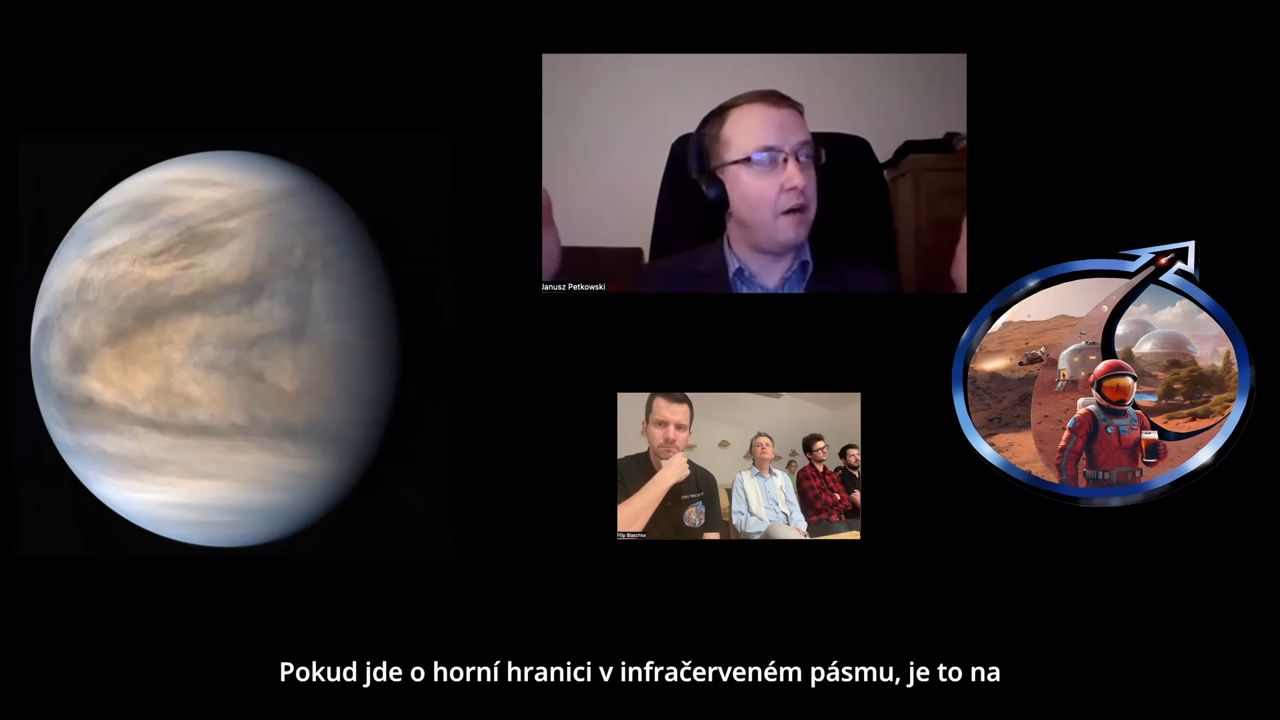 Janusz Petkowski
Filip Blaschke
Pokud jde o horní hranici v infračerveném pásmu, je to na